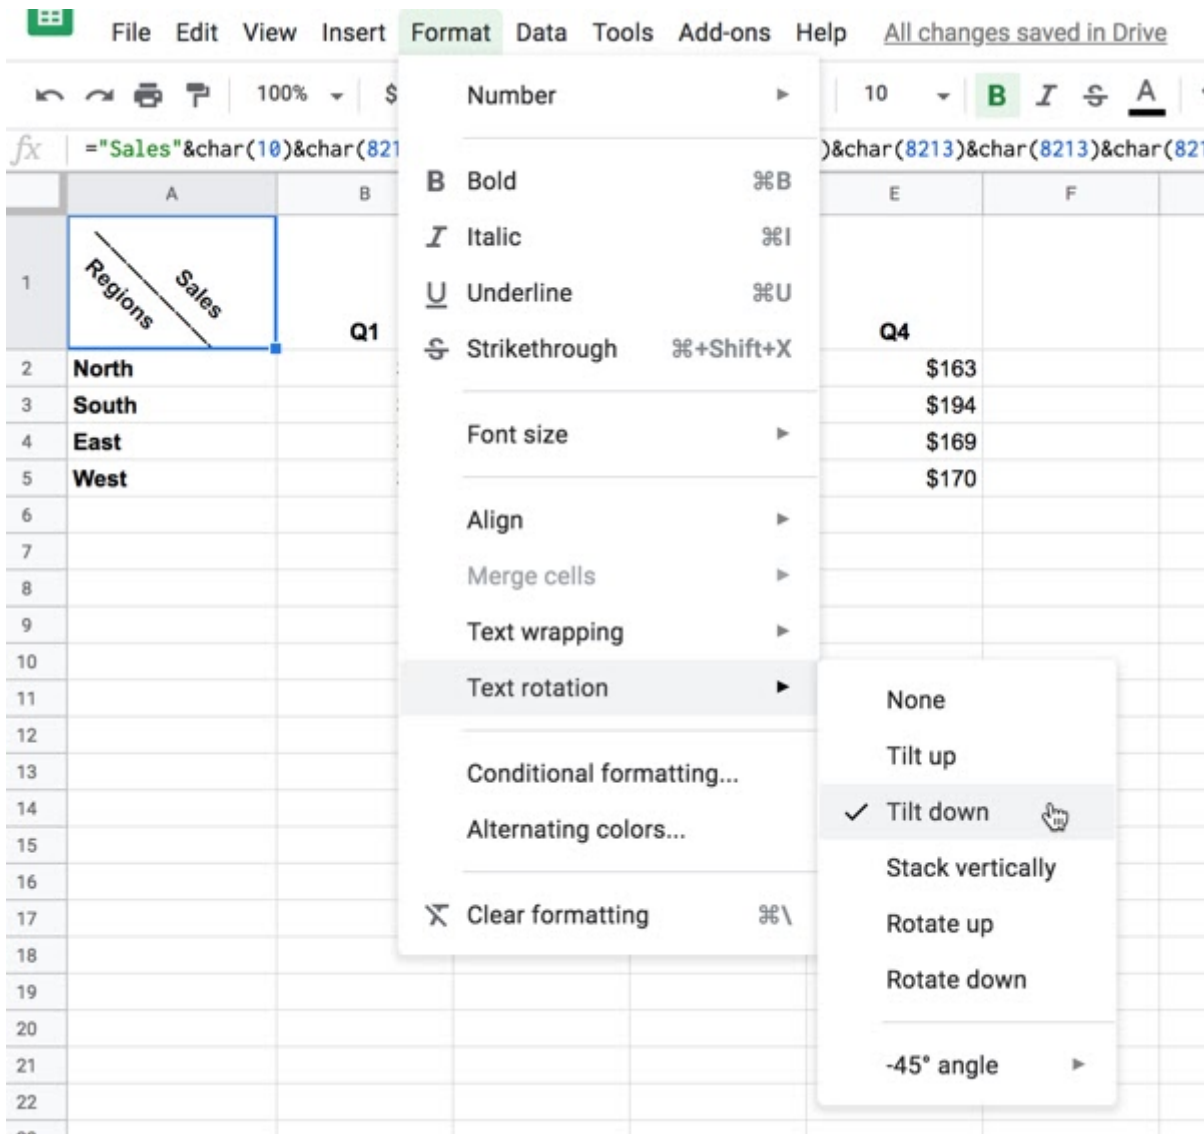 File Edit View Insert Format Data Tools Add-ons Help All changes saved in Drive
100% $ 10 B I S A
fx ="Sales"&char(10)&char(821 )&char(8213)&char(8213)&char(821
A B E F
1 Regions Sales Q1 Q4
2 North $163
3 South $194
4 East $169
5 West $170
6
7
8
9
10
11
12
13
14
15
16
17
18
19
20
21
22
Number
B Bold ⌘B
I Italic ⌘I
U Underline ⌘U
S Strikethrough ⌘+Shift+X
Font size
Align
Merge cells
Text wrapping
Text rotation
Conditional formatting...
Alternating colors...
Clear formatting ⌘\
None
Tilt up
Tilt down
Stack vertically
Rotate up
Rotate down
-45° angle